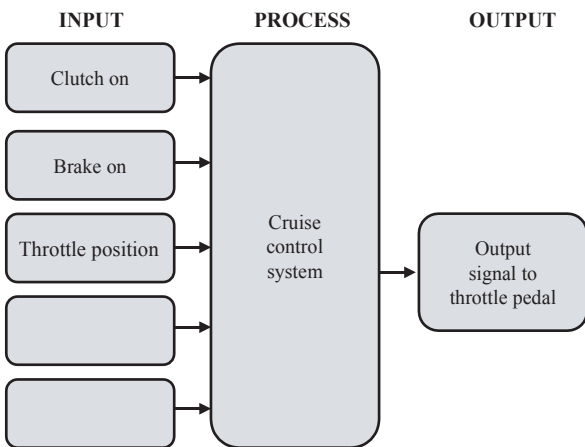 INPUT
PROCESS
OUTPUT
Clutch on
Brake on
Throttle position
Cruise
control
system
Output
signal to
throttle pedal